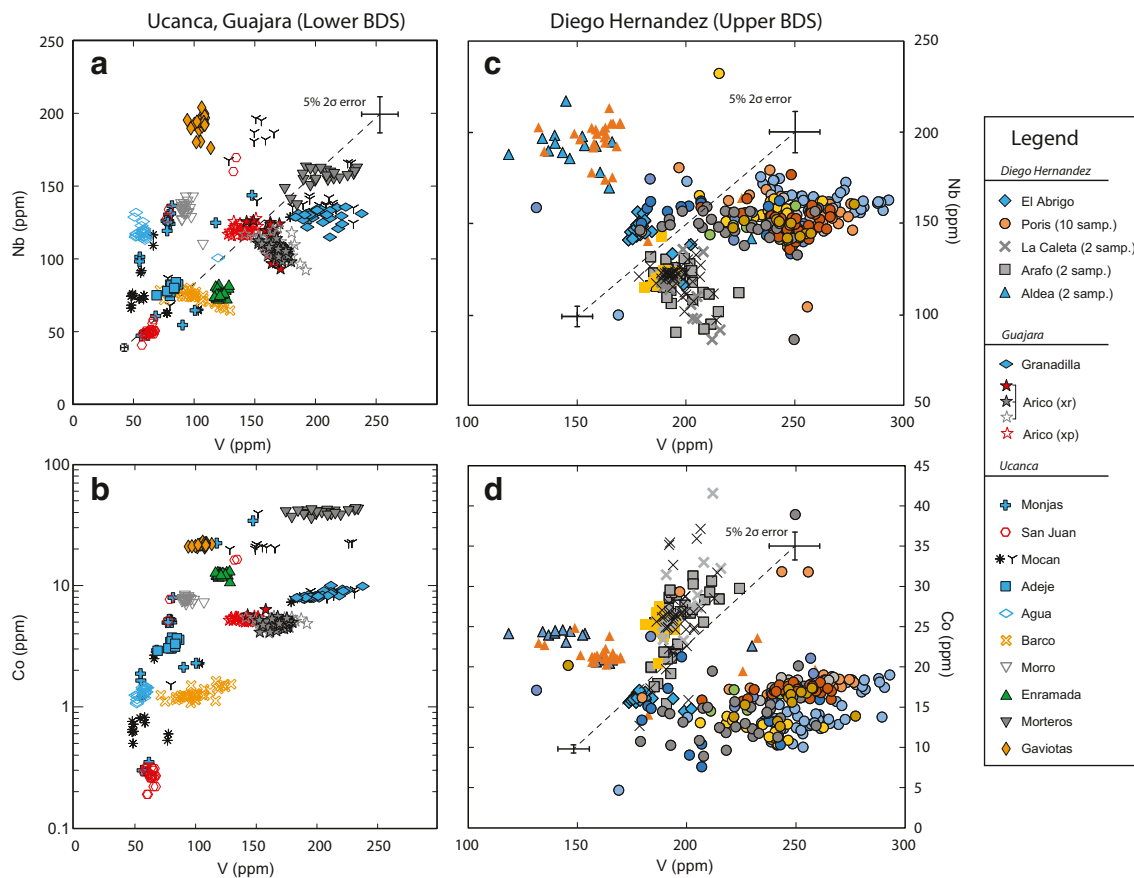 Ucanca, Guajara (Lower BDS)
Diego Hernandez (Upper BDS)
a
250
200
150
100
50
0
Nb (ppm)
5% 2σ error
0 50 100 150 200 250
V (ppm)
c
250
200
150
100
50
Nb (ppm)
5% 2σ error
100 150 200 250 300
V (ppm)
b
100
10
1
0.1
Co (ppm)
0 50 100 150 200 250
V (ppm)
d
45
40
35
30
25
20
15
10
5
0
Co (ppm)
5% 2σ error
100 150 200 250 300
V (ppm)
Legend
Diego Hernandez
El Abrigo
Poris (10 samp.)
La Caleta (2 samp.)
Arafo (2 samp.)
Aldea (2 samp.)
Guajara
Granadilla
Arico (xr)
Arico (xp)
Ucanca
Monjas
San Juan
Mocan
Adeje
Agua
Barco
Morro
Enramada
Morteros
Gaviotas